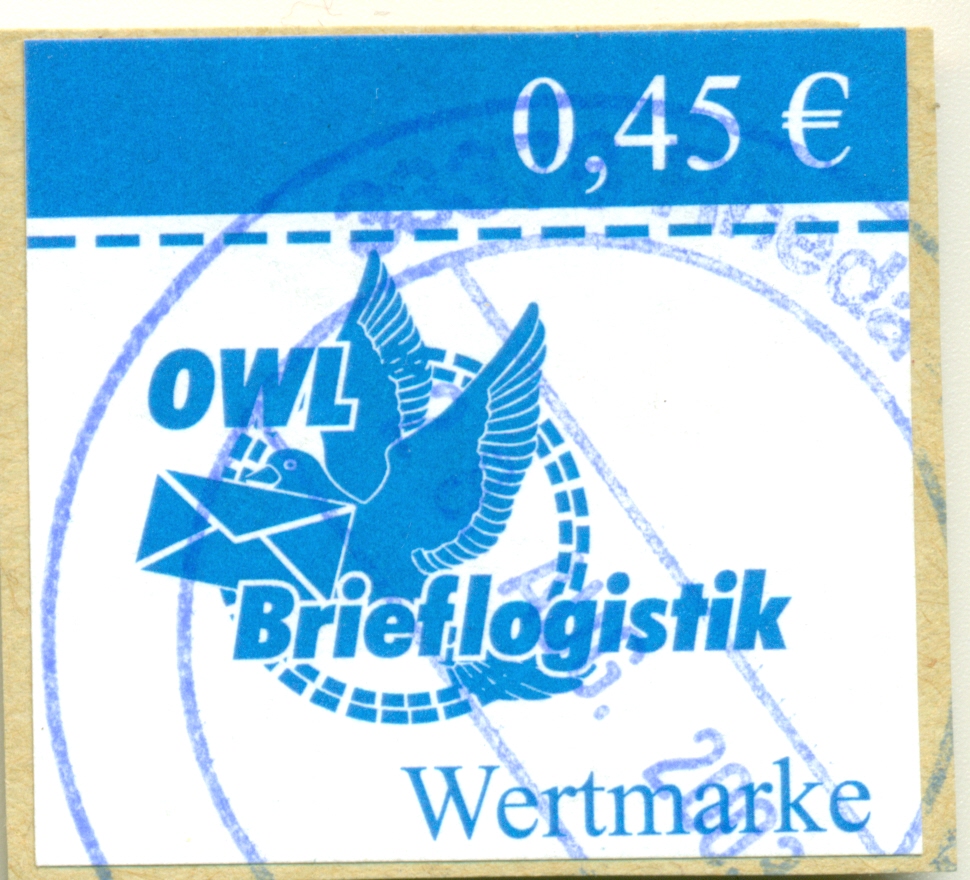 0,45 €
OWL
Brieflogistik
Wertmarke